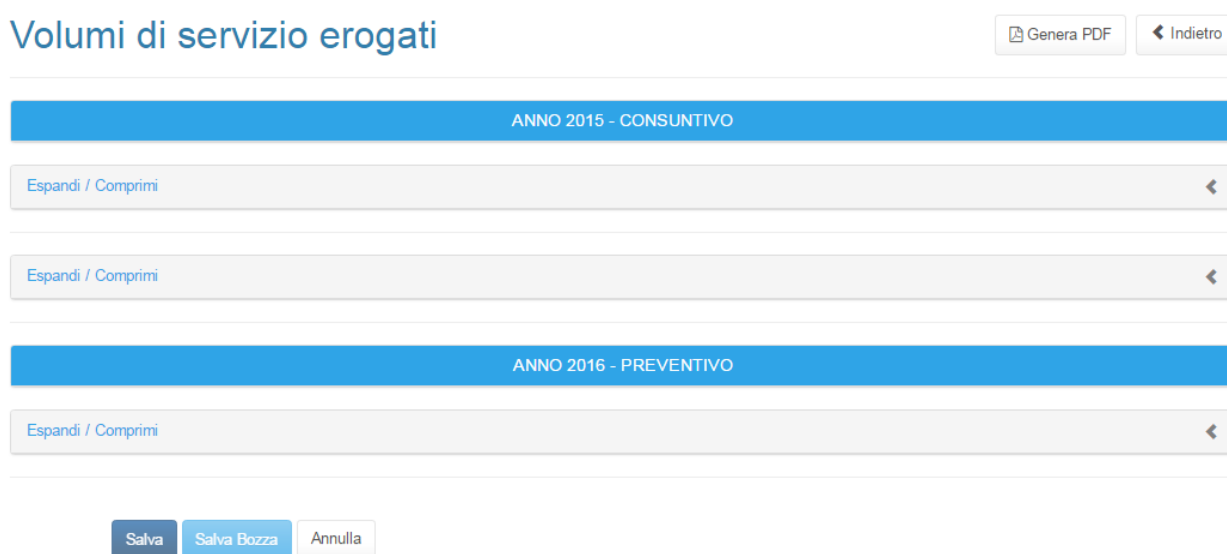 Volumi di servizio erogati
Genera PDF
Indietro
ANNO 2015 - CONSUNTIVO
Espandi / Comprimi
Espandi / Comprimi
ANNO 2016 - PREVENTIVO
Espandi / Comprimi
Salva
Salva Bozza
Annulla